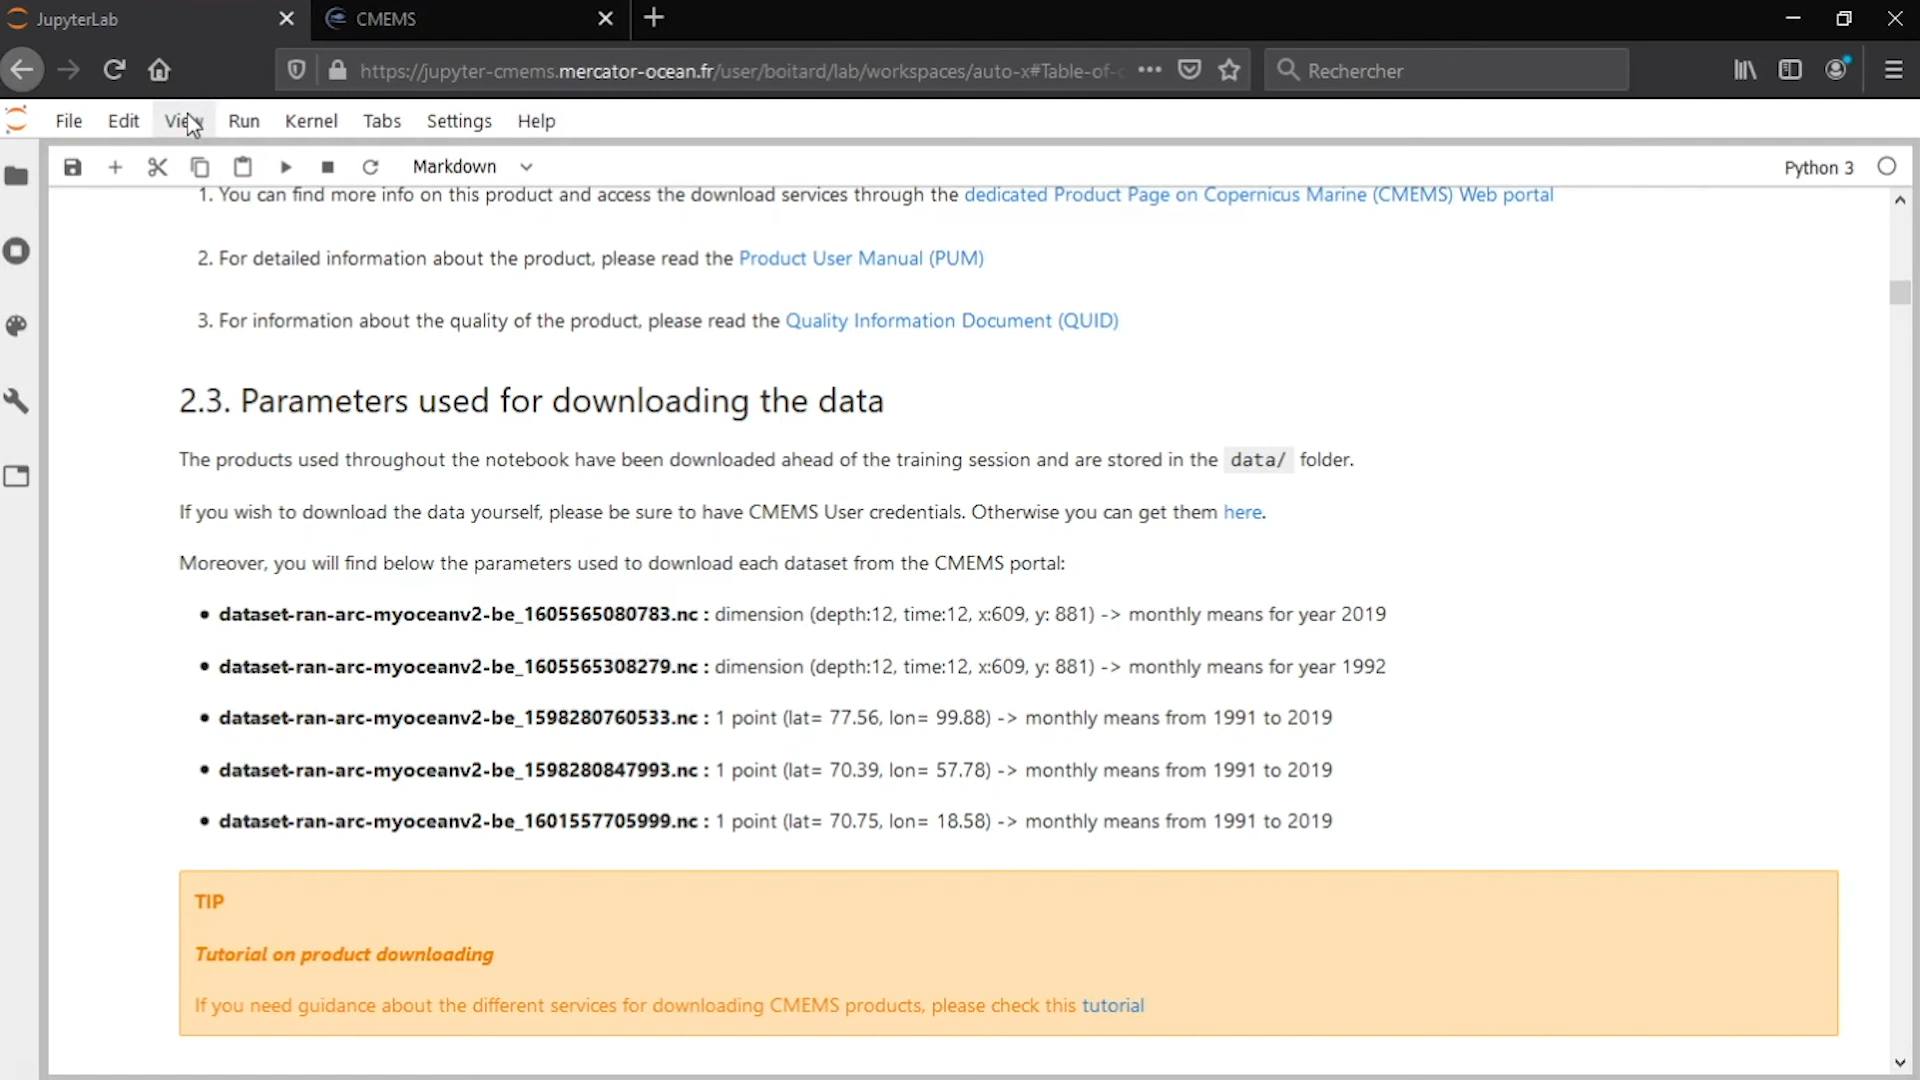 JupyterLab
CMEMS
https://jupyter-cmems.mercator-ocean.fr/user/boitard/lab/workspaces/auto-x#Table-of-
Rechercher
File Edit View Run Kernel Tabs Settings Help
Markdown
Python 3
1. You can find more info on this product and access the download services through the dedicated Product Page on Copernicus Marine (CMEMS) Web portal
2. For detailed information about the product, please read the Product User Manual (PUM)
3. For information about the quality of the product, please read the Quality Information Document (QUID)
2.3. Parameters used for downloading the data
The products used throughout the notebook have been downloaded ahead of the training session and are stored in the data/ folder.
If you wish to download the data yourself, please be sure to have CMEMS User credentials. Otherwise you can get them here.
Moreover, you will find below the parameters used to download each dataset from the CMEMS portal:
• dataset-ran-arc-myoceanv2-be_1605565080783.nc : dimension (depth:12, time:12, x:609, y: 881) -> monthly means for year 2019
• dataset-ran-arc-myoceanv2-be_1605565308279.nc : dimension (depth:12, time:12, x:609, y: 881) -> monthly means for year 1992
• dataset-ran-arc-myoceanv2-be_1598280760533.nc : 1 point (lat= 77.56, lon= 99.88) -> monthly means from 1991 to 2019
• dataset-ran-arc-myoceanv2-be_1598280847993.nc : 1 point (lat= 70.39, lon= 57.78) -> monthly means from 1991 to 2019
• dataset-ran-arc-myoceanv2-be_1601557705999.nc : 1 point (lat= 70.75, lon= 18.58) -> monthly means from 1991 to 2019
TIP
Tutorial on product downloading
If you need guidance about the different services for downloading CMEMS products, please check this tutorial